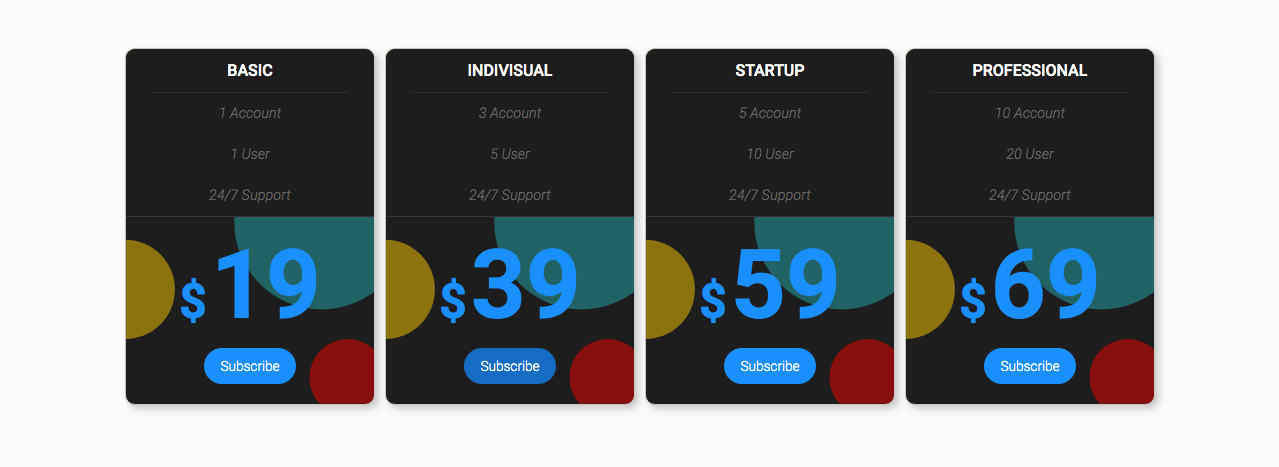 BASIC
1 Account
1 User
24/7 Support
$19
Subscribe
INDIVISUAL
3 Account
5 User
24/7 Support
$39
Subscribe
STARTUP
5 Account
10 User
24/7 Support
$59
Subscribe
PROFESSIONAL
10 Account
20 User
24/7 Support
$69
Subscribe